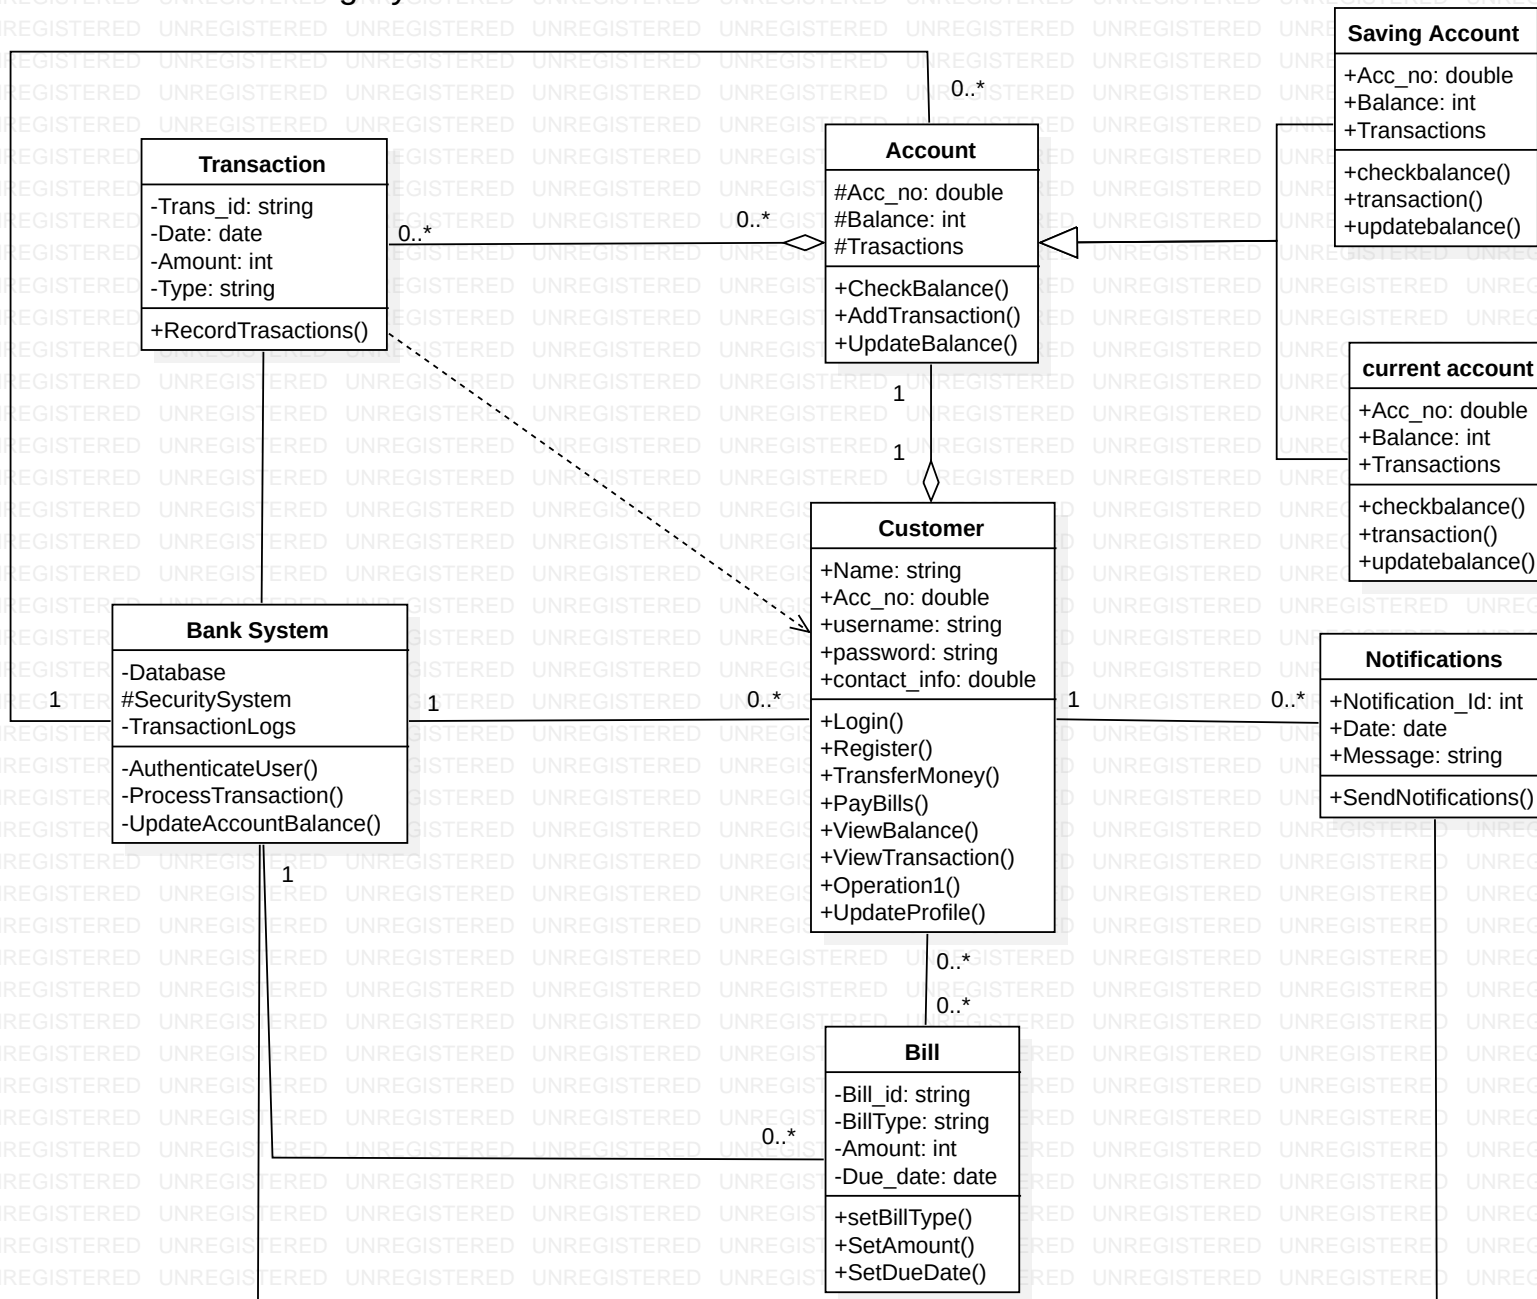 Saving Account
+Acc_no: double
+Balance: int
+Transactions
+checkbalance()
+transaction()
+updatebalance()
0..*
Transaction
-Trans_id: string
-Date: date
-Amount: int
-Type: string
+RecordTrasactions()
0..*
0..*
Account
#Acc_no: double
#Balance: int
#Trasactions
+CheckBalance()
+AddTransaction()
+UpdateBalance()
1
1
current account
+Acc_no: double
+Balance: int
+Transactions
+checkbalance()
+transaction()
+updatebalance()
Customer
+Name: string
+Acc_no: double
+username: string
+password: string
+contact_info: double
+Login()
+Register()
+TransferMoney()
+PayBills()
+ViewBalance()
+ViewTransaction()
+Operation1()
+UpdateProfile()
Bank System
-Database
#SecuritySystem
-TransactionLogs
-AuthenticateUser()
-ProcessTransaction()
-UpdateAccountBalance()
1
1
0..*
1
0..*
Notifications
+Notification_Id: int
+Date: date
+Message: string
+SendNotifications()
1
0..*
0..*
0..*
Bill
-Bill_id: string
-BillType: string
-Amount: int
-Due_date: date
+setBillType()
+SetAmount()
+SetDueDate()
UNREGISTERED